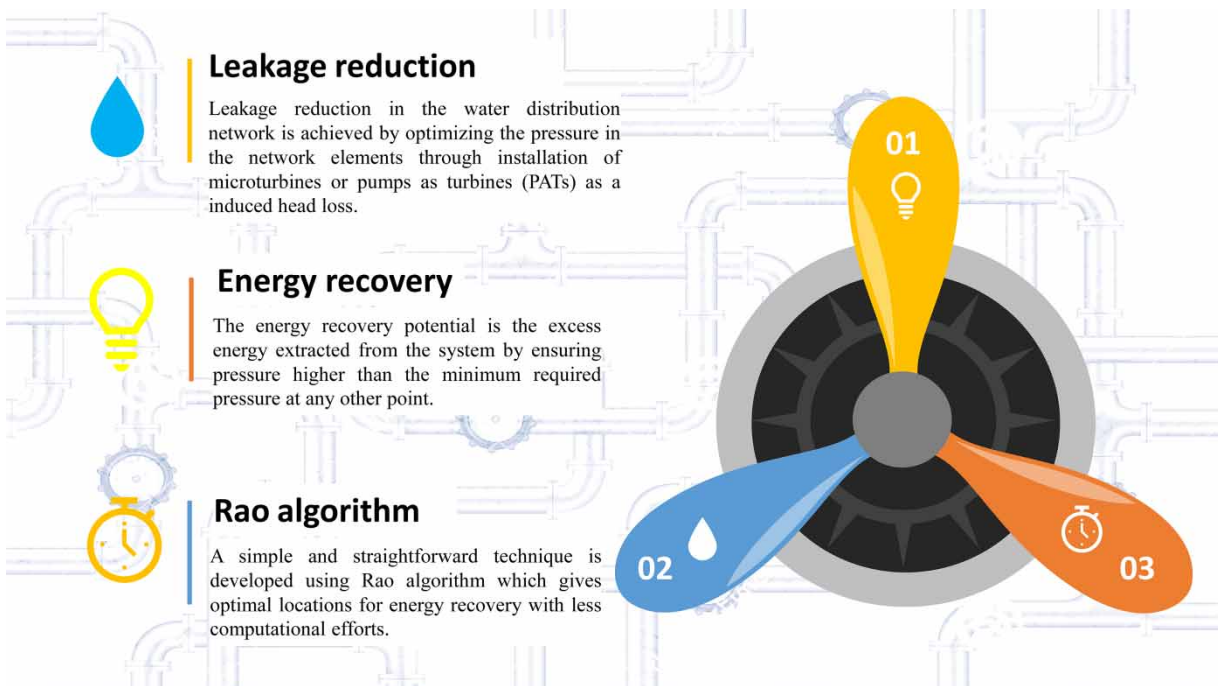 Leakage reduction
Leakage reduction in the water distribution
network is achieved by optimizing the pressure in
the network elements through installation of
microturbines or pumps as turbines (PATs) as a
induced head loss.
Energy recovery
The energy recovery potential is the excess
energy extracted from the system by ensuring
pressure higher than the minimum required
pressure at any other point.
Rao algorithm
A simple and straightforward technique is
developed using Rao algorithm which gives
optimal locations for energy recovery with less
computational efforts.
01
02
03